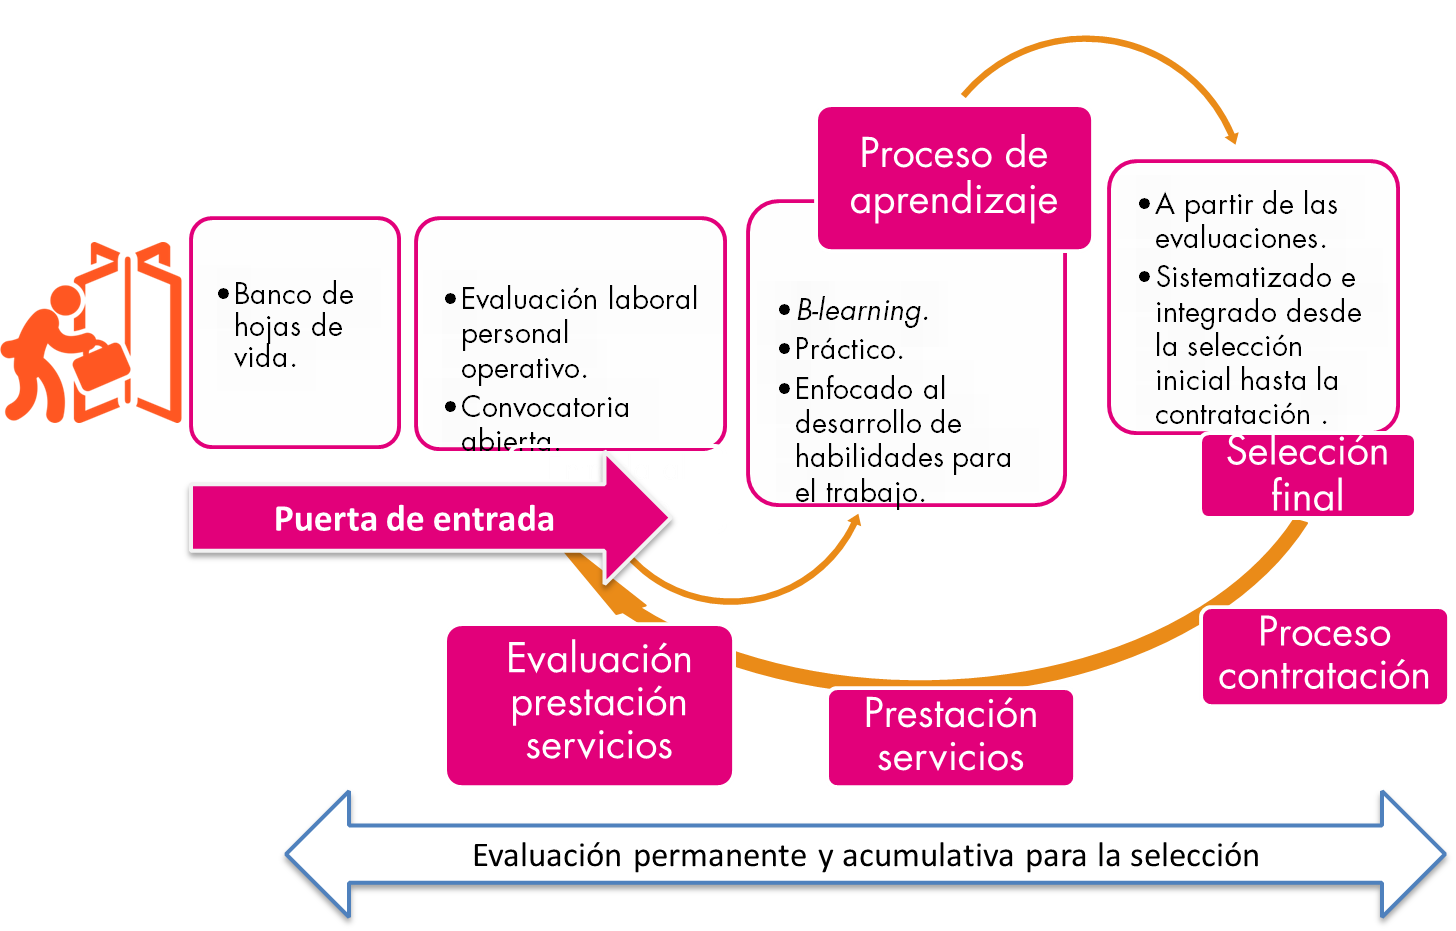 Proceso de
aprendizaje
•Banco de
hojas de
vida.
•Evaluación laboral
personal
operativo.
•Convocatoria
abierta.
•B-learning.
•Práctico.
•Enfocado al
desarrollo de
habilidades para
el trabajo.
•A partir de las
evaluaciones.
•Sistematizado e
integrado desde
la selección
inicial hasta la
contratación .
Selección
final
Puerta de entrada
Proceso
contratación
Evaluación
prestación
servicios
Prestación
servicios
Evaluación permanente y acumulativa para la selección